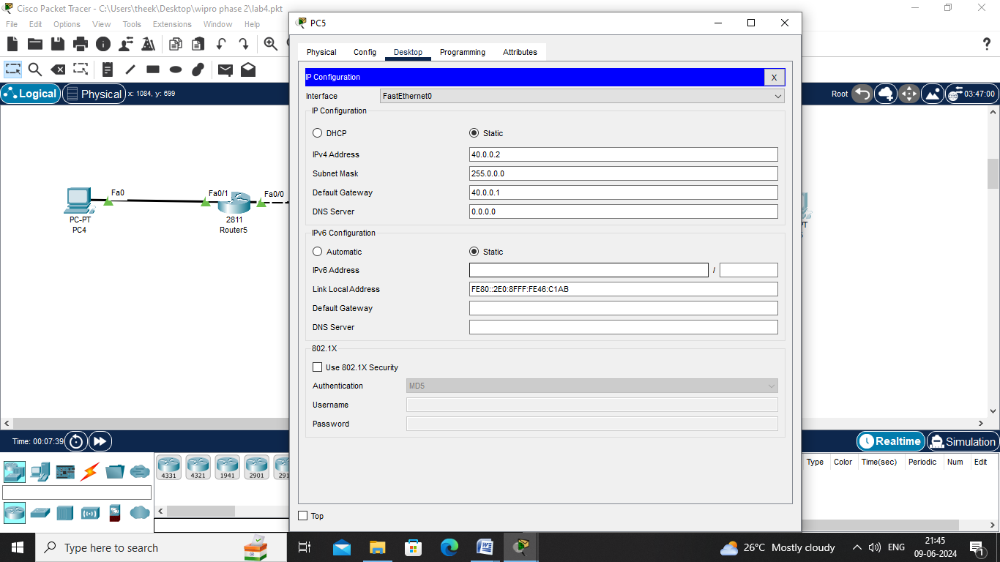 Cisco Packet Tracer - C:\Users\theek\Desktop\wipro phase 2\lab4.pkt
File Edit Options View Tools Extensions Window Help
Logical Physical x: 1084, y: 699
Root 03:47:00
PC5
Physical Config Desktop Programming Attributes
IP Configuration X
Interface FastEthernet0
IP Configuration
DHCP Static
IPv4 Address 40.0.0.2
Subnet Mask 255.0.0.0
Default Gateway 40.0.0.1
DNS Server 0.0.0.0
IPv6 Configuration
Automatic Static
IPv6 Address /
Link Local Address FE80::2E0:8FFF:FE46:C1AB
Default Gateway
DNS Server
802.1X
Use 802.1X Security
Authentication MD5
Username
Password
Top
Fa0 Fa0/1 Fa0/0
PC-PT
PC4
2811
Router5
Time: 00:07:39
Realtime Simulation
4331 4321 1941 2901
Type Color Time(sec) Periodic Num Edit
Type here to search
26°C Mostly cloudy ENG
21:45
09-06-2024
1